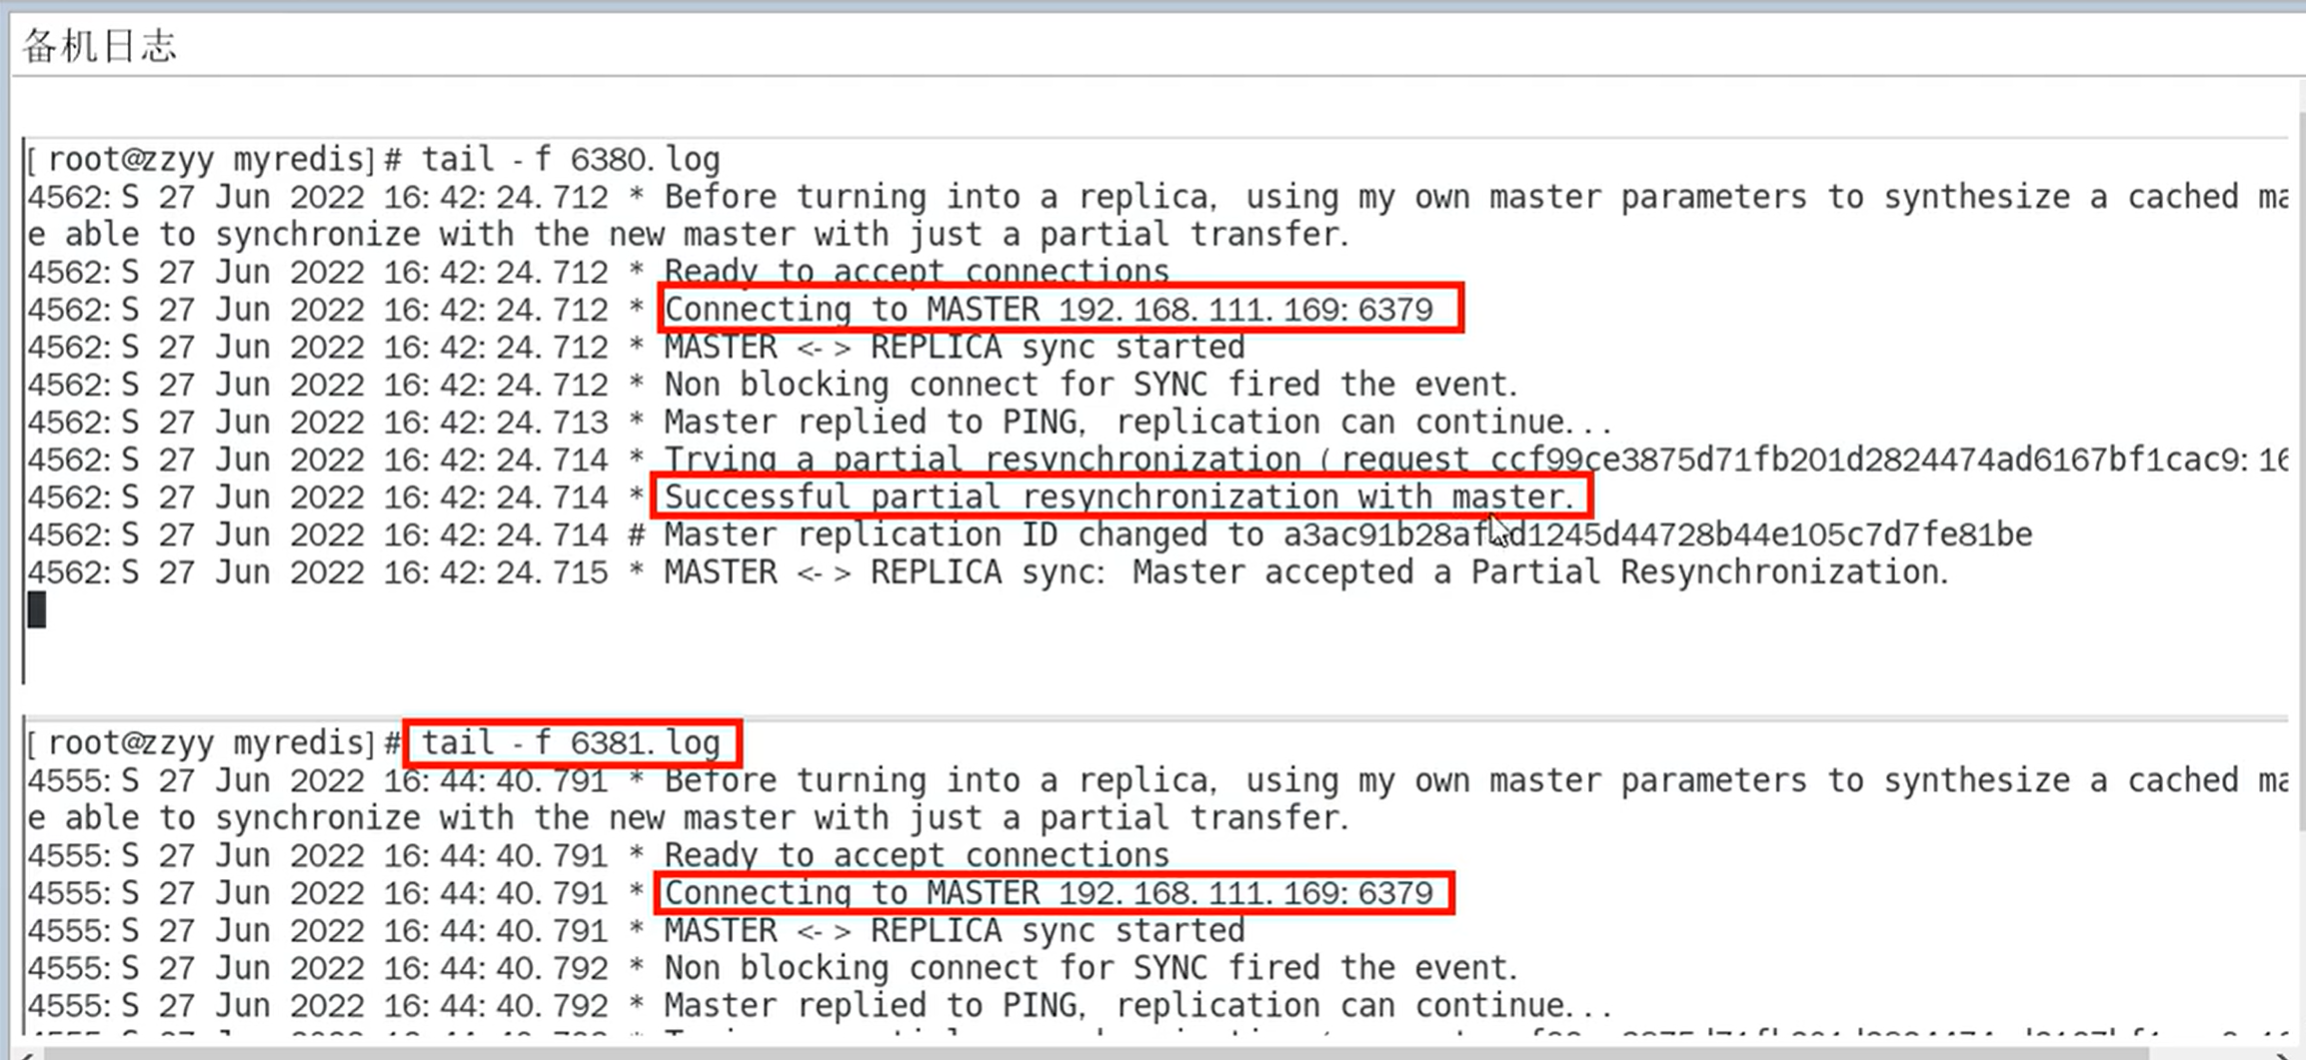 备机日志
[root@zzyy myredis]# tail -f 6380.log
4562:S 27 Jun 2022 16:42:24.712 * Before turning into a replica, using my own master parameters to synthesize a cached ma
e able to synchronize with the new master with just a partial transfer.
4562:S 27 Jun 2022 16:42:24.712 * Ready to accept connections
4562:S 27 Jun 2022 16:42:24.712 * Connecting to MASTER 192.168.111.169:6379
4562:S 27 Jun 2022 16:42:24.712 * MASTER <-> REPLICA sync started
4562:S 27 Jun 2022 16:42:24.712 * Non blocking connect for SYNC fired the event.
4562:S 27 Jun 2022 16:42:24.713 * Master replied to PING, replication can continue...
4562:S 27 Jun 2022 16:42:24.714 * Trying a partial resynchronization (request ccf99ce3875d71fb201d2824474ad6167bf1cac9:16
4562:S 27 Jun 2022 16:42:24.714 * Successful partial resynchronization with master.
4562:S 27 Jun 2022 16:42:24.714 # Master replication ID changed to
4562:S 27 Jun 2022 16:42:24.715 * MASTER <-> REPLICA sync: Master accepted a Partial Resynchronization.
[root@zzyy myredis]# tail -f 6381.log
4555:S 27 Jun 2022 16:44:40.791 * Before turning into a replica, using my own master parameters to synthesize a cached ma
e able to synchronize with the new master with just a partial transfer.
4555:S 27 Jun 2022 16:44:40.791 * Ready to accept connections
4555:S 27 Jun 2022 16:44:40.791 * Connecting to MASTER 192.168.111.169:6379
4555:S 27 Jun 2022 16:44:40.791 * MASTER <-> REPLICA sync started
4555:S 27 Jun 2022 16:44:40.792 * Non blocking connect for SYNC fired the event.
4555:S 27 Jun 2022 16:44:40.792 * Master replied to PING, replication can continue...